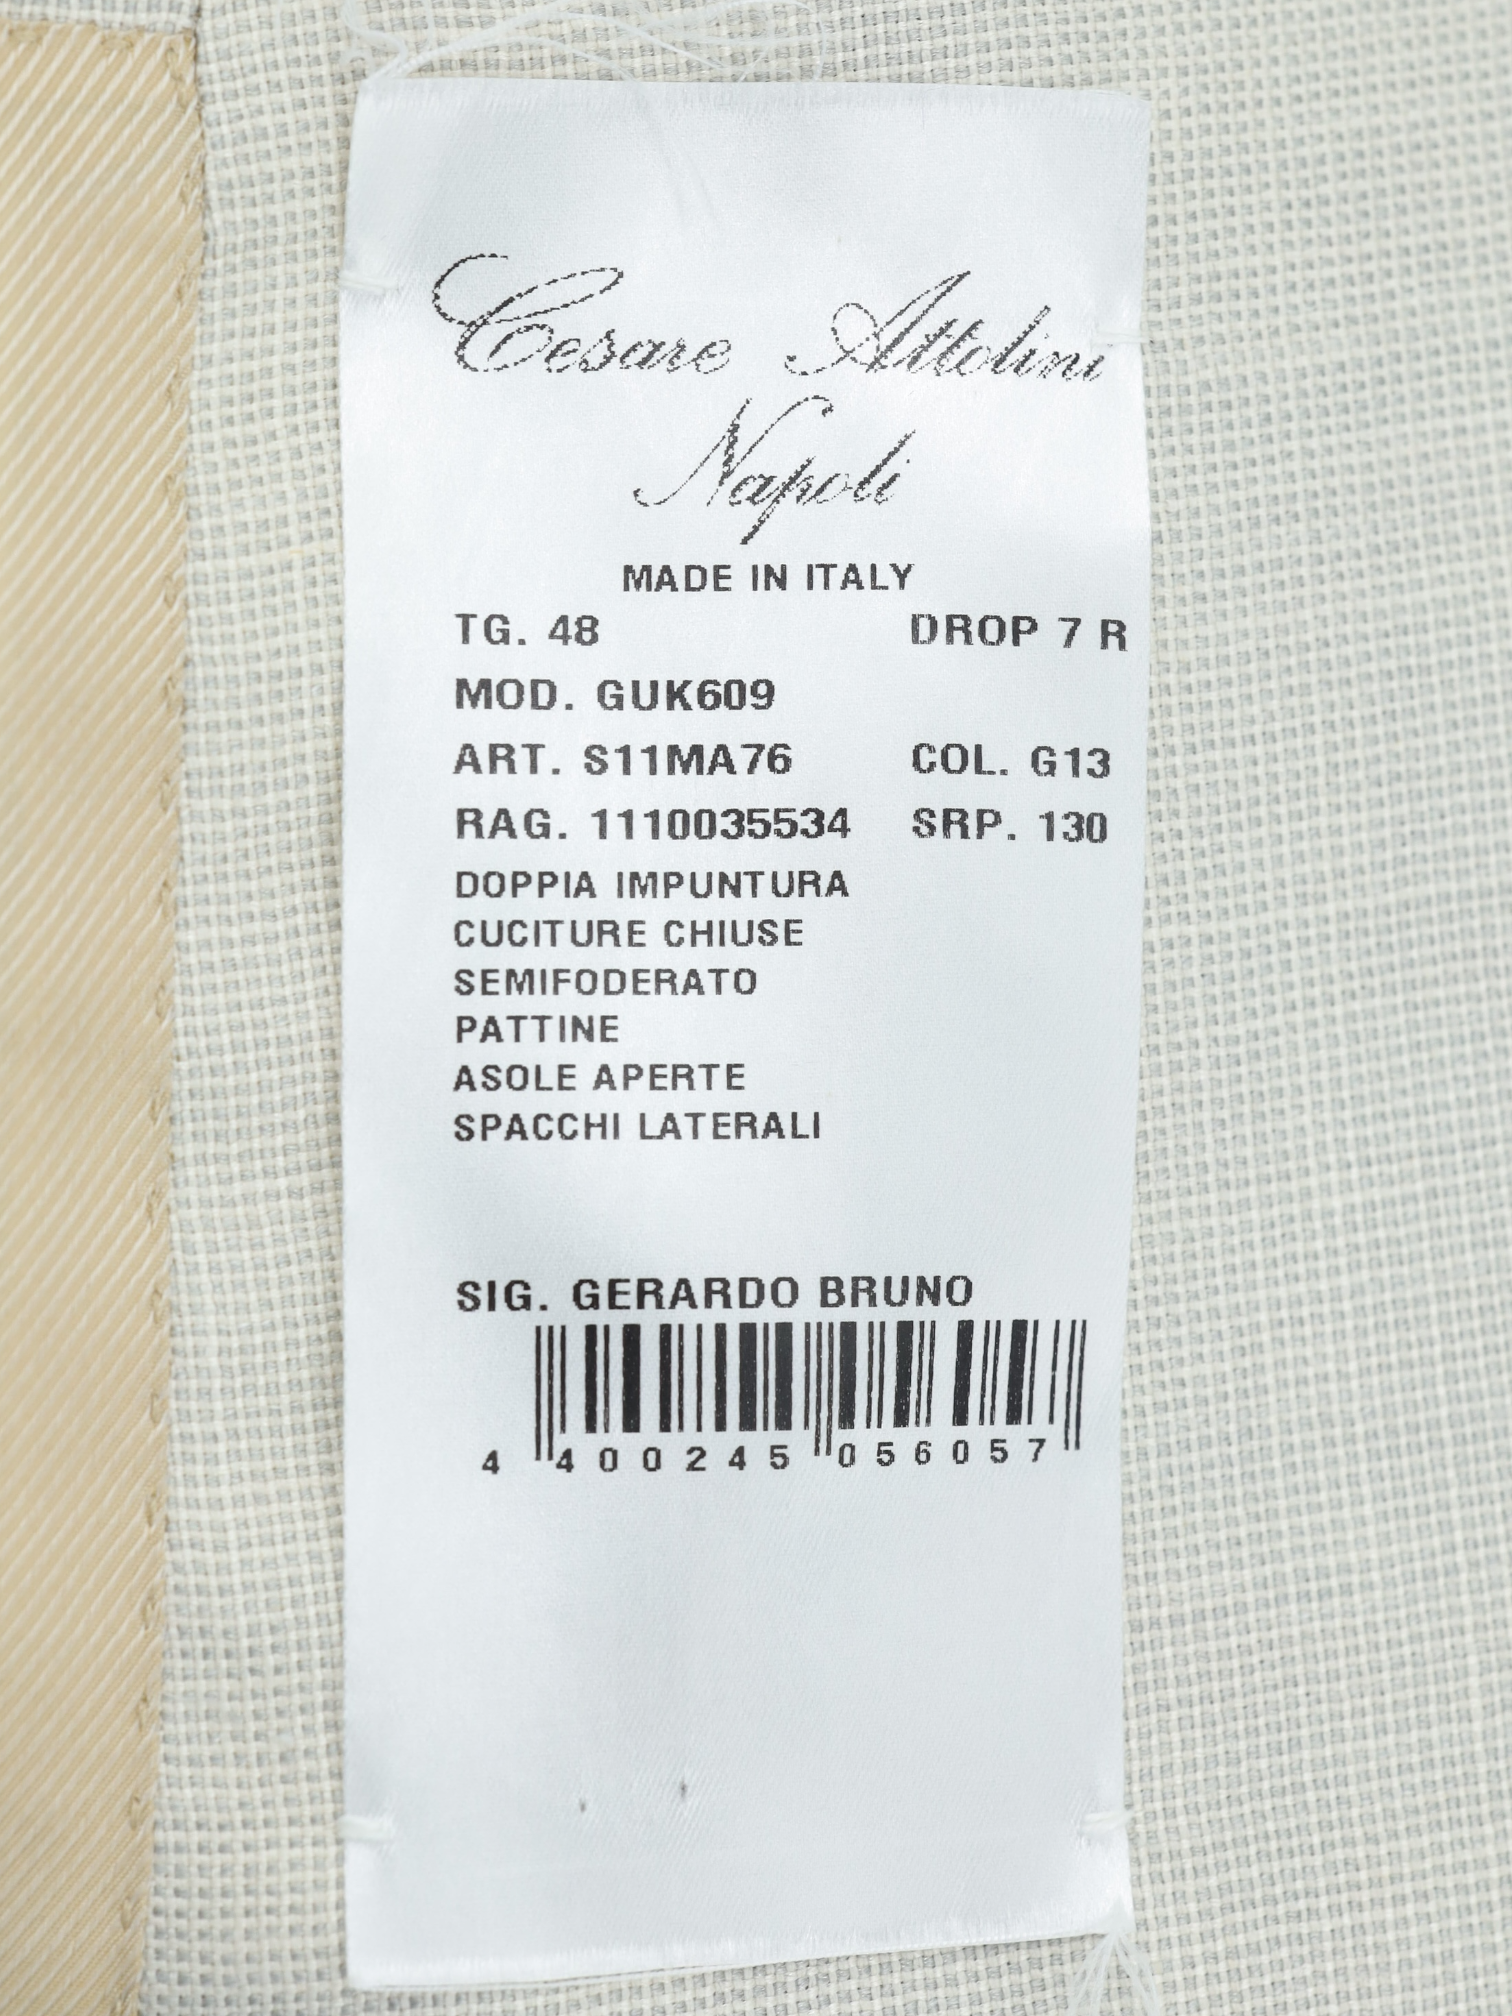 Cesare Attolini
Napoli
MADE IN ITALY
TG. 48 DROP 7 R
MOD. GUK609
ART. S11MA76 COL. G13
RAG. 1110035534 SRP. 130
DOPPIA IMPUNTURA
CUCITURE CHIUSE
SEMIFODERATO
PATTINE
ASOLE APERTE
SPACCHI LATERALI
SIG. GERARDO BRUNO
4 400245 056057